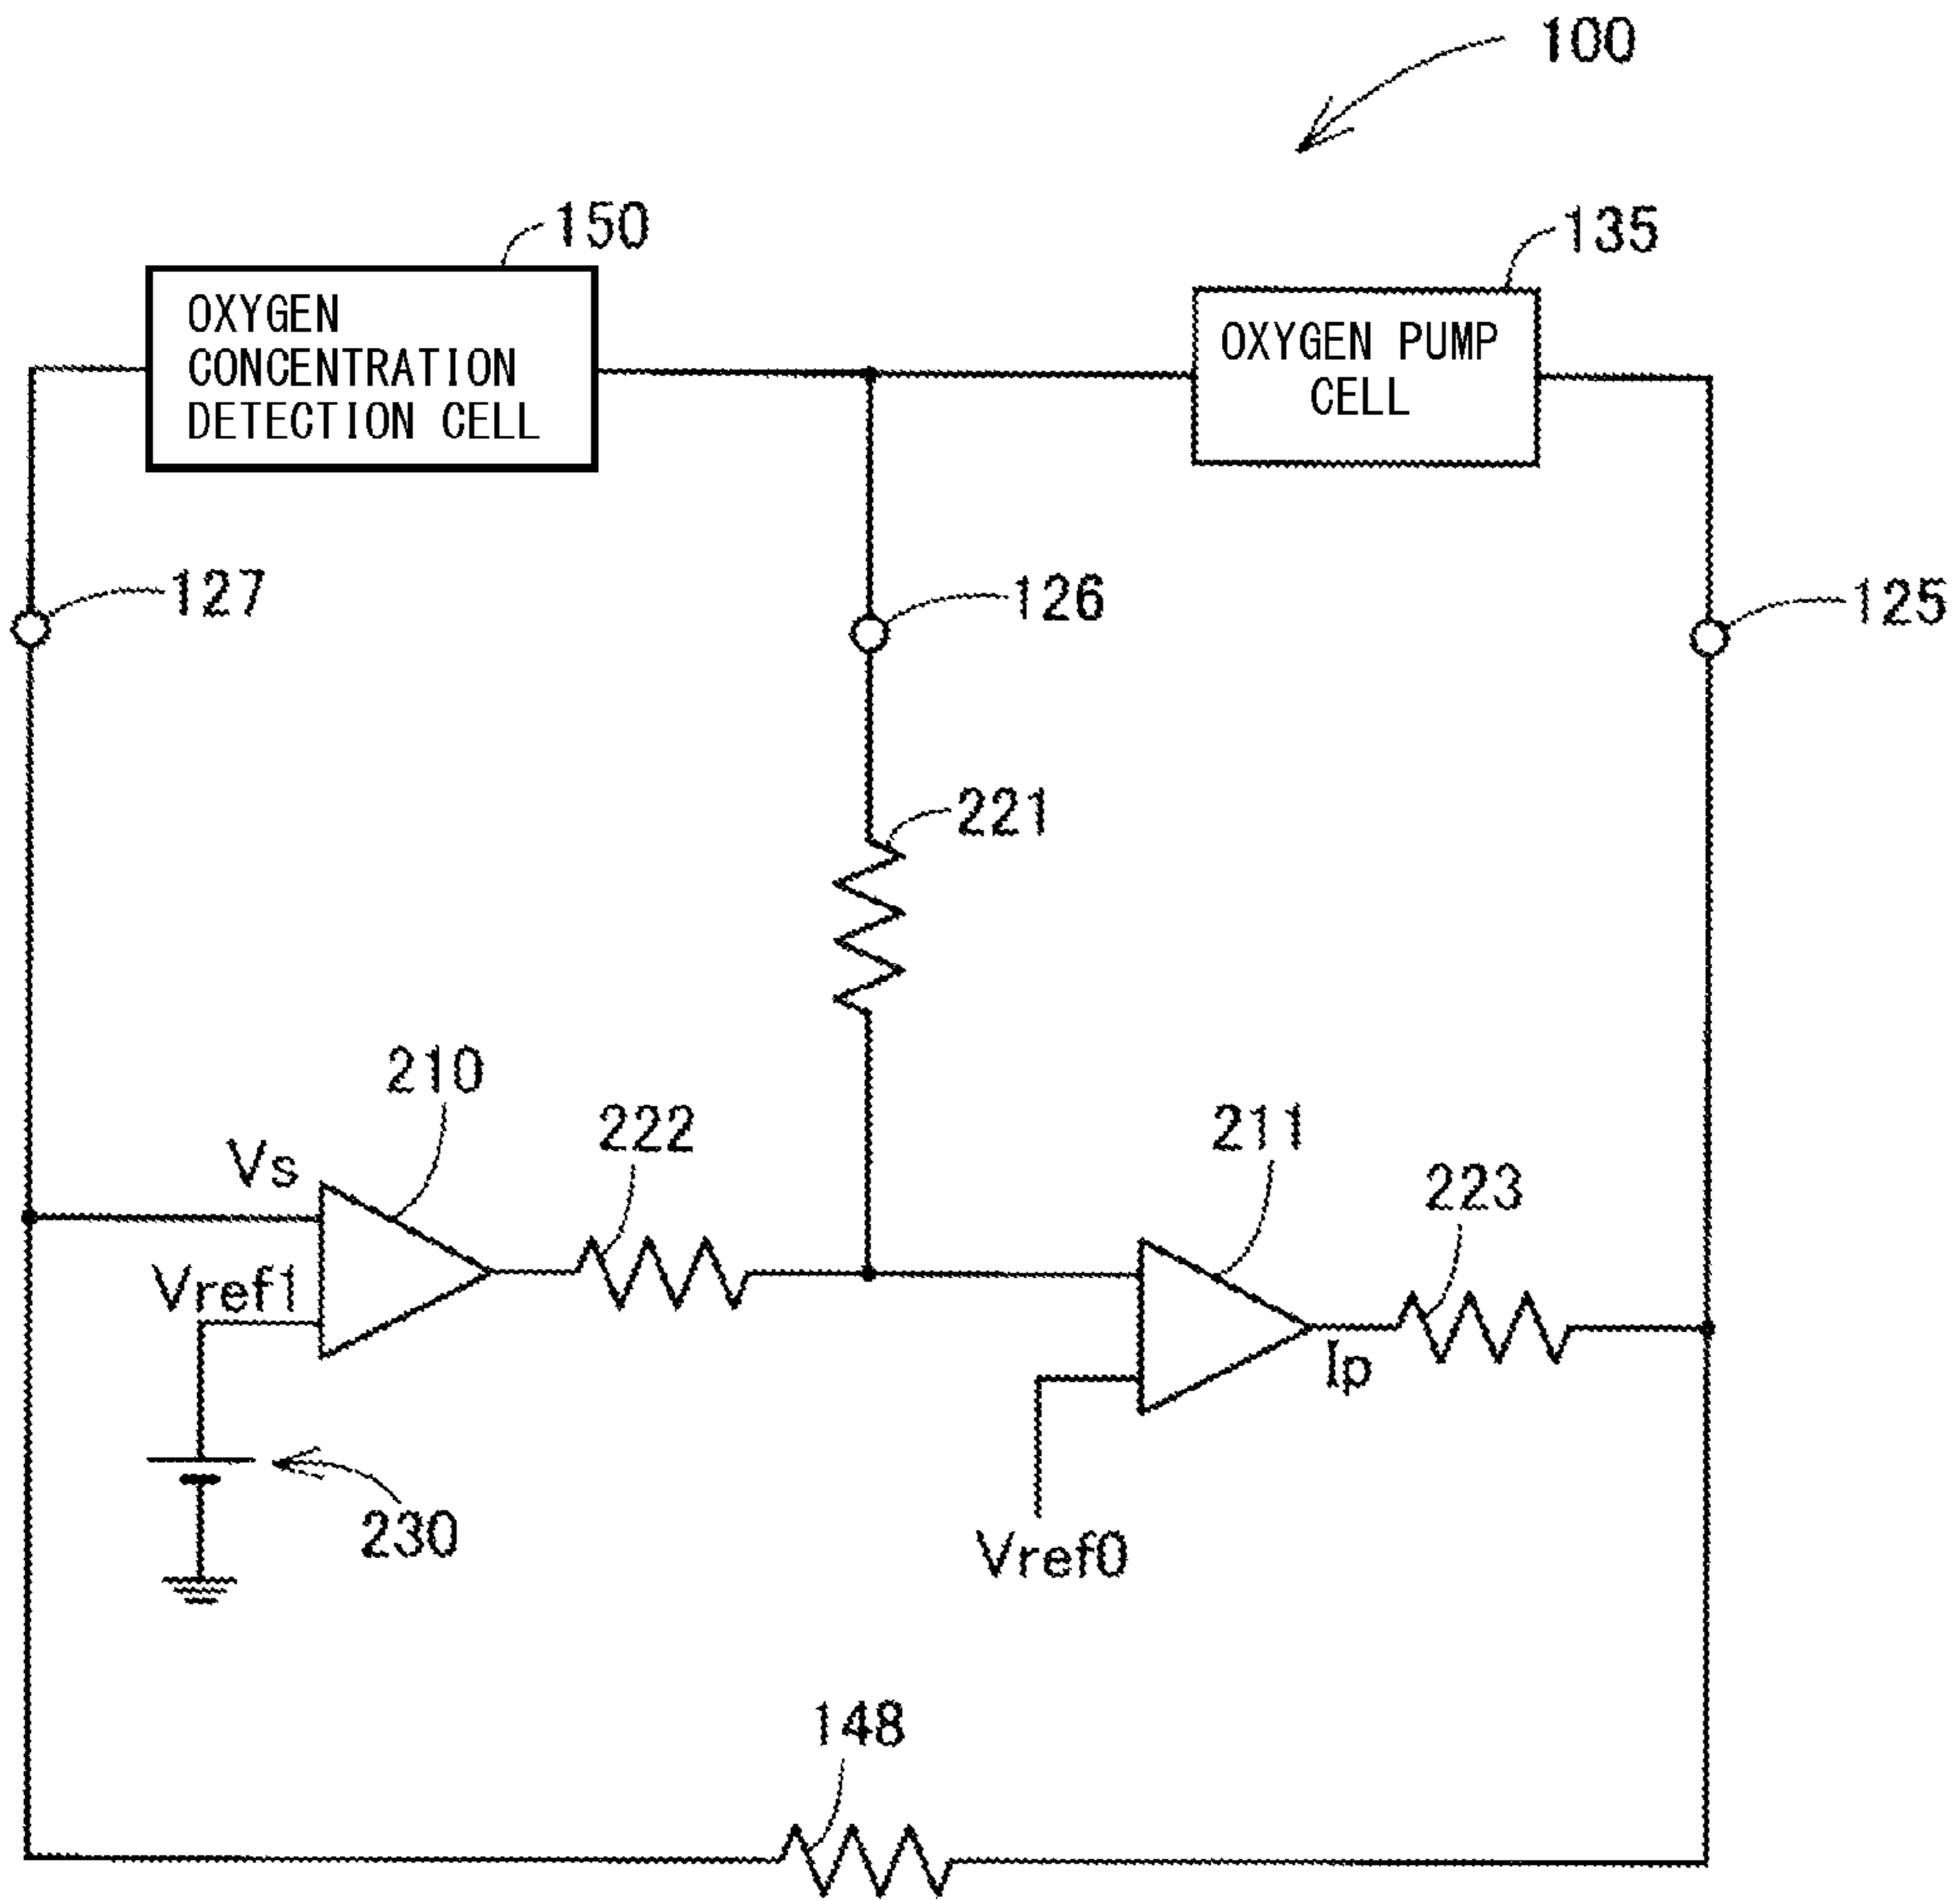 100
150
135
OXYGEN
CONCENTRATION
DETECTION CELL
OXYGEN PUMP
CELL
127
126
125
221
210
222
211
223
Vs
Vref1
Ip
230
Vref0
148